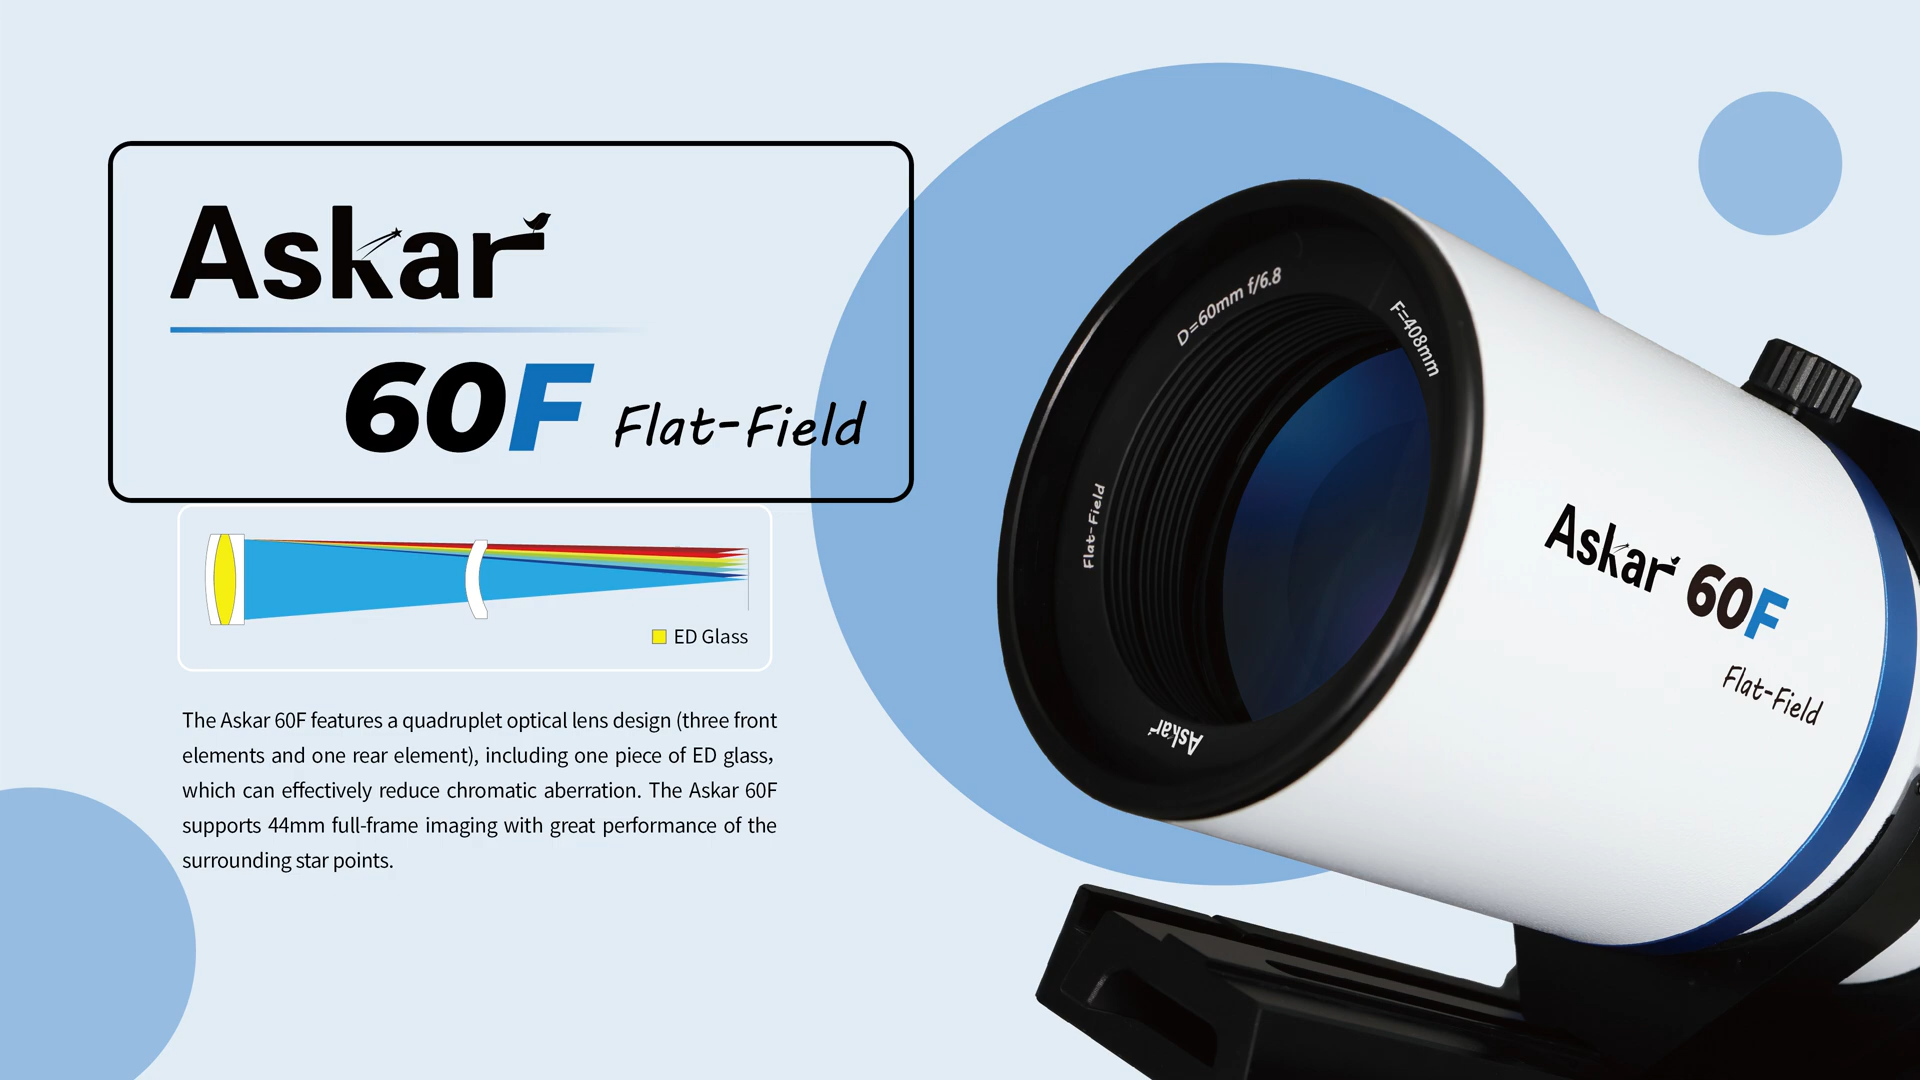 Askar
60F Flat-Field
ED Glass
The Askar 60F features a quadruplet optical lens design (three front
elements and one rear element), including one piece of ED glass,
which can effectively reduce chromatic aberration. The Askar 60F
supports 44mm full-frame imaging with great performance of the
surrounding star points.
D=60mm f/6.8
F=408mm
Flat-Field
Askar
Askar 60F
Flat-Field